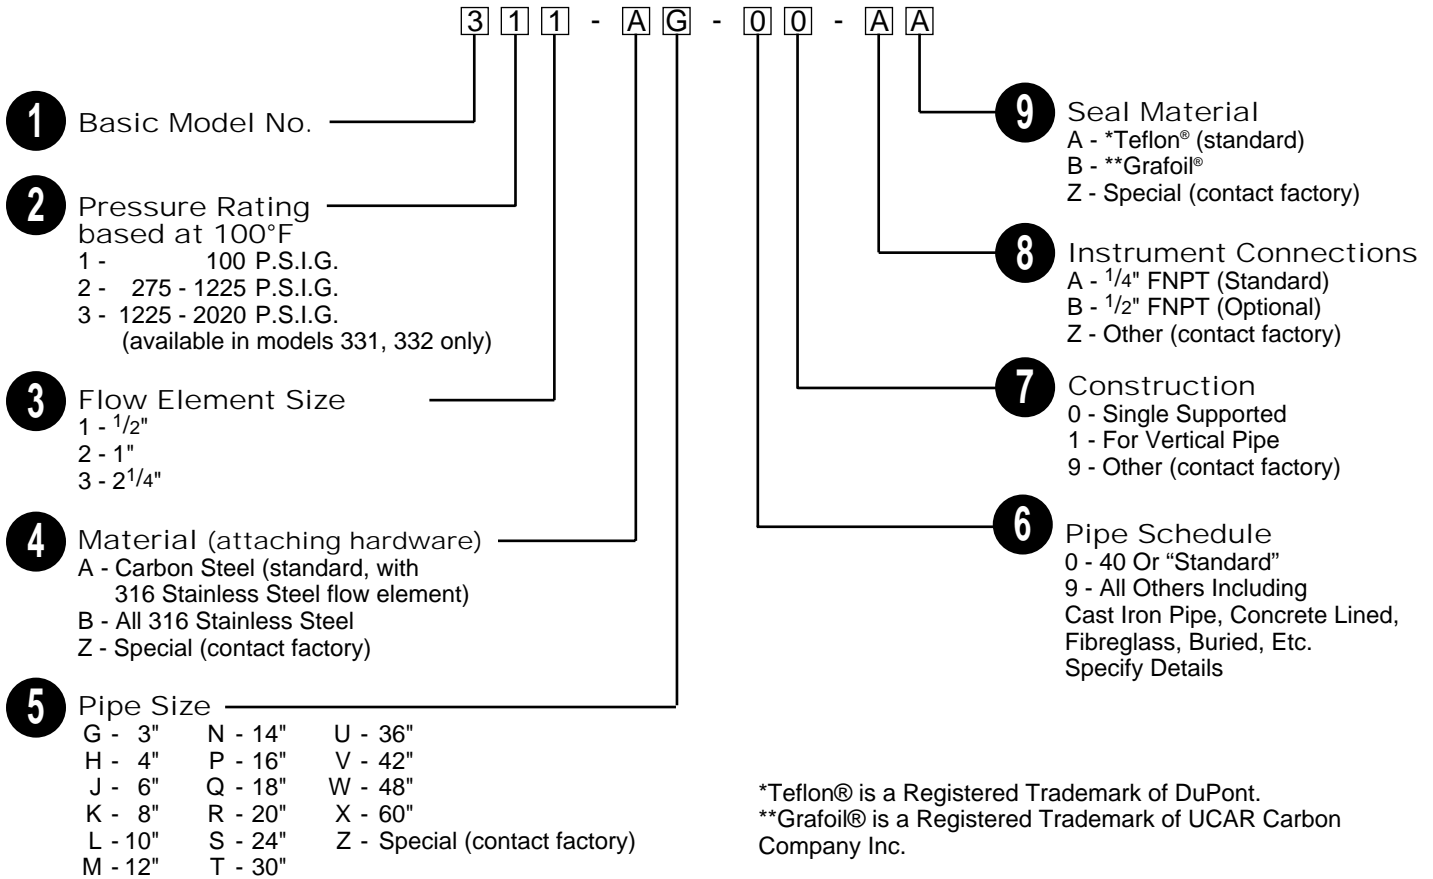 3 1 1 - A G - 0 0 - A A
1 Basic Model No.
2 Pressure Rating
based at 100°F
1 - 100 P.S.I.G.
2 - 275 - 1225 P.S.I.G.
3 - 1225 - 2020 P.S.I.G.
(available in models 331, 332 only)
3 Flow Element Size
1 - 1/2"
2 - 1"
3 - 21/4"
4 Material (attaching hardware)
A - Carbon Steel (standard, with
316 Stainless Steel flow element)
B - All 316 Stainless Steel
Z - Special (contact factory)
5 Pipe Size
G - 3" N - 14" U - 36"
H - 4" P - 16" V - 42"
J - 6" Q - 18" W - 48"
K - 8" R - 20" X - 60"
L - 10" S - 24" Z - Special (contact factory)
M - 12" T - 30"
9 Seal Material
A - *Teflon® (standard)
B - **Grafoil®
Z - Special (contact factory)
8 Instrument Connections
A - 1/4" FNPT (Standard)
B - 1/2" FNPT (Optional)
Z - Other (contact factory)
7 Construction
0 - Single Supported
1 - For Vertical Pipe
9 - Other (contact factory)
6 Pipe Schedule
0 - 40 Or “Standard”
9 - All Others Including
Cast Iron Pipe, Concrete Lined,
Fibreglass, Buried, Etc.
Specify Details
*Teflon® is a Registered Trademark of DuPont.
**Grafoil® is a Registered Trademark of UCAR Carbon
Company Inc.